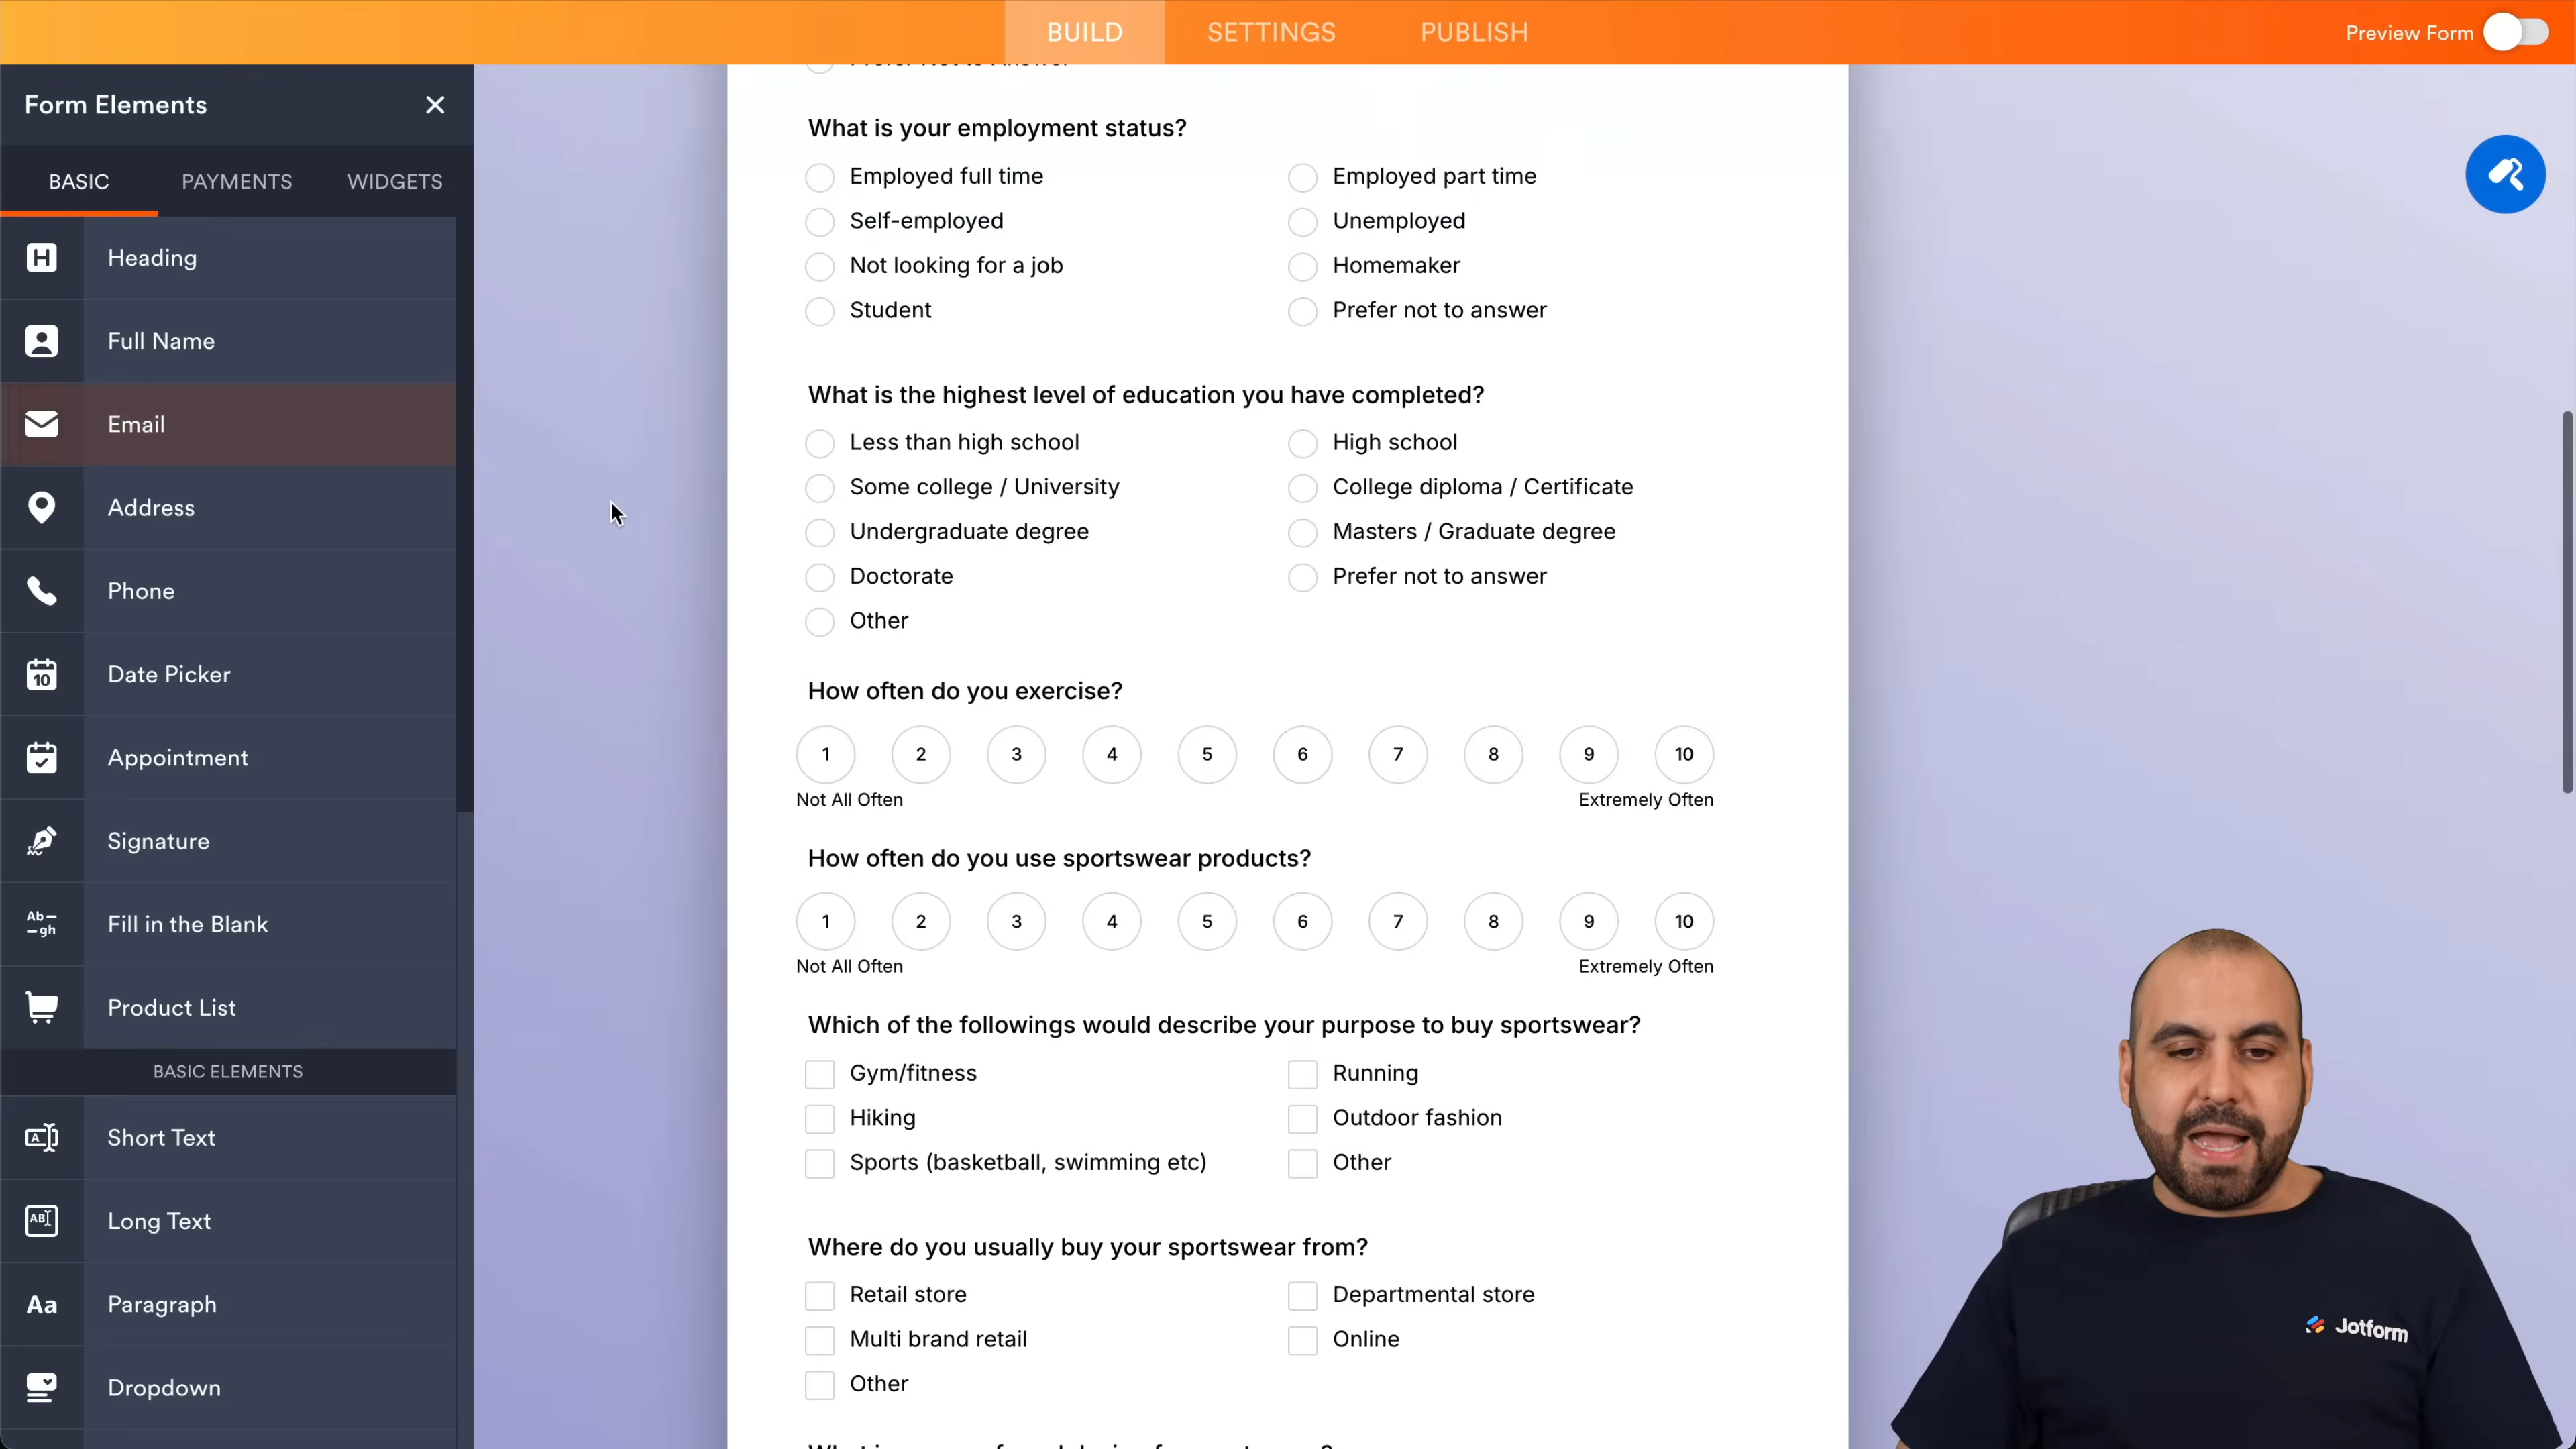 BUILD
SETTINGS
PUBLISH
Preview Form
Form Elements
BASIC
PAYMENTS
WIDGETS
H Heading
Full Name
Email
Address
Phone
10 Date Picker
Appointment
Signature
Ab gh Fill in the Blank
Product List
BASIC ELEMENTS
A Short Text
AB Long Text
Aa Paragraph
Dropdown
Prefer Not to Answer
What is your employment status?
Employed full time
Employed part time
Self-employed
Unemployed
Not looking for a job
Homemaker
Student
Prefer not to answer
What is the highest level of education you have completed?
Less than high school
High school
Some college / University
College diploma / Certificate
Undergraduate degree
Masters / Graduate degree
Doctorate
Prefer not to answer
Other
How often do you exercise?
1 2 3 4 5 6 7 8 9 10
Not All Often
Extremely Often
How often do you use sportswear products?
1 2 3 4 5 6 7 8 9 10
Not All Often
Extremely Often
Which of the followings would describe your purpose to buy sportswear?
Gym/fitness
Running
Hiking
Outdoor fashion
Sports (basketball, swimming etc)
Other
Where do you usually buy your sportswear from?
Retail store
Departmental store
Multi brand retail
Online
Other
Jotform